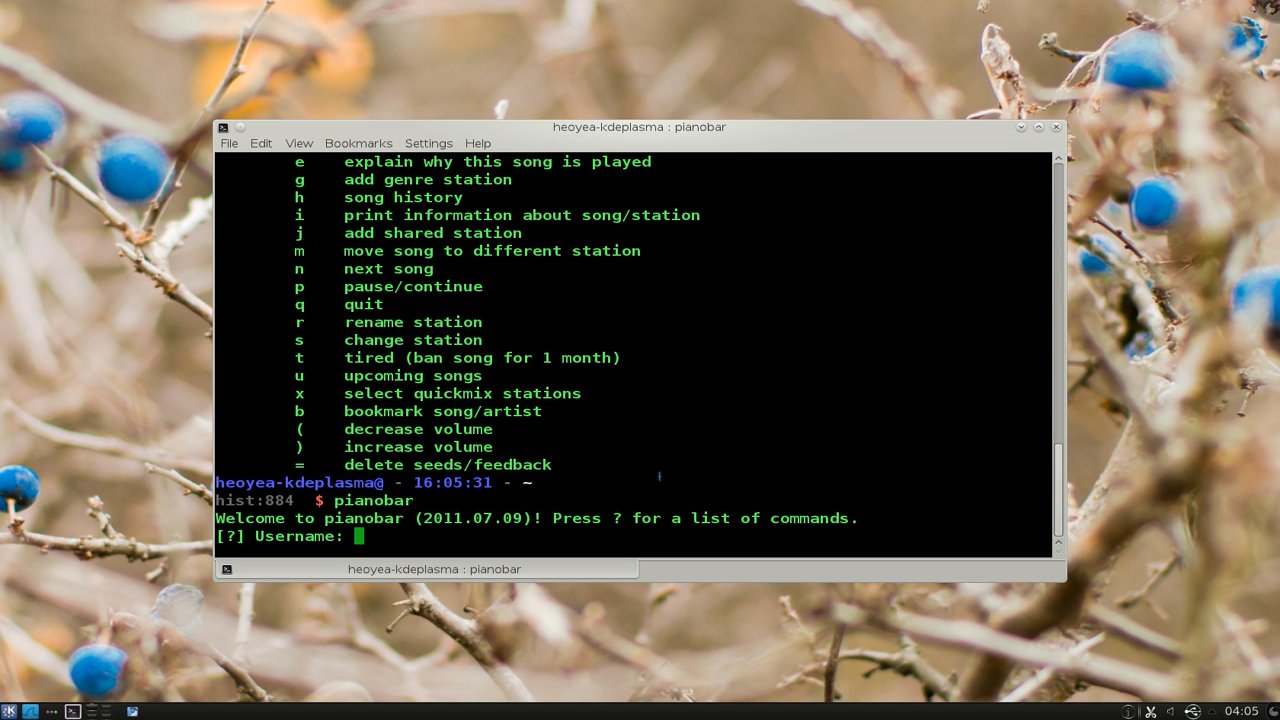 heoyea-kdeplasma : pianobar
File Edit View Bookmarks Settings Help
e explain why this song is played
g add genre station
h song history
i print information about song/station
j add shared station
m move song to different station
n next song
p pause/continue
q quit
r rename station
s change station
t tired (ban song for 1 month)
u upcoming songs
x select quickmix stations
b bookmark song/artist
( decrease volume
) increase volume
= delete seeds/feedback
heoyea-kdeplasma@ - 16:05:31 - ~
hist:884 $ pianobar
Welcome to pianobar (2011.07.09)! Press ? for a list of commands.
[?] Username:
heoyea-kdeplasma : pianobar
04:05